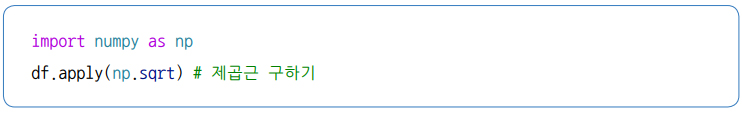 import numpy as np
df.apply(np.sqrt) # 제곱근 구하기